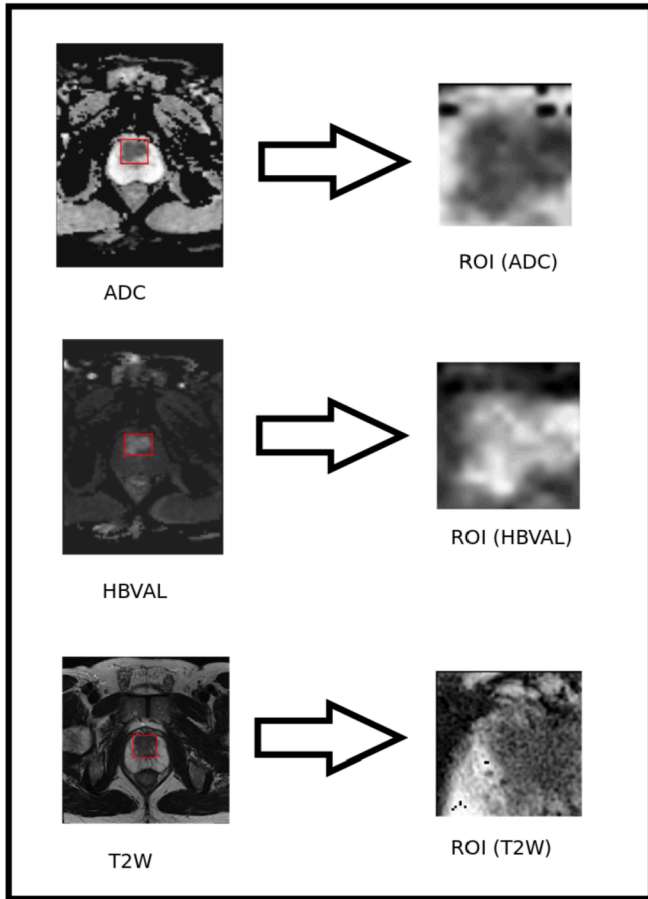 ADC
ROI (ADC)
HBVAL
ROI (HBVAL)
T2W
ROI (T2W)